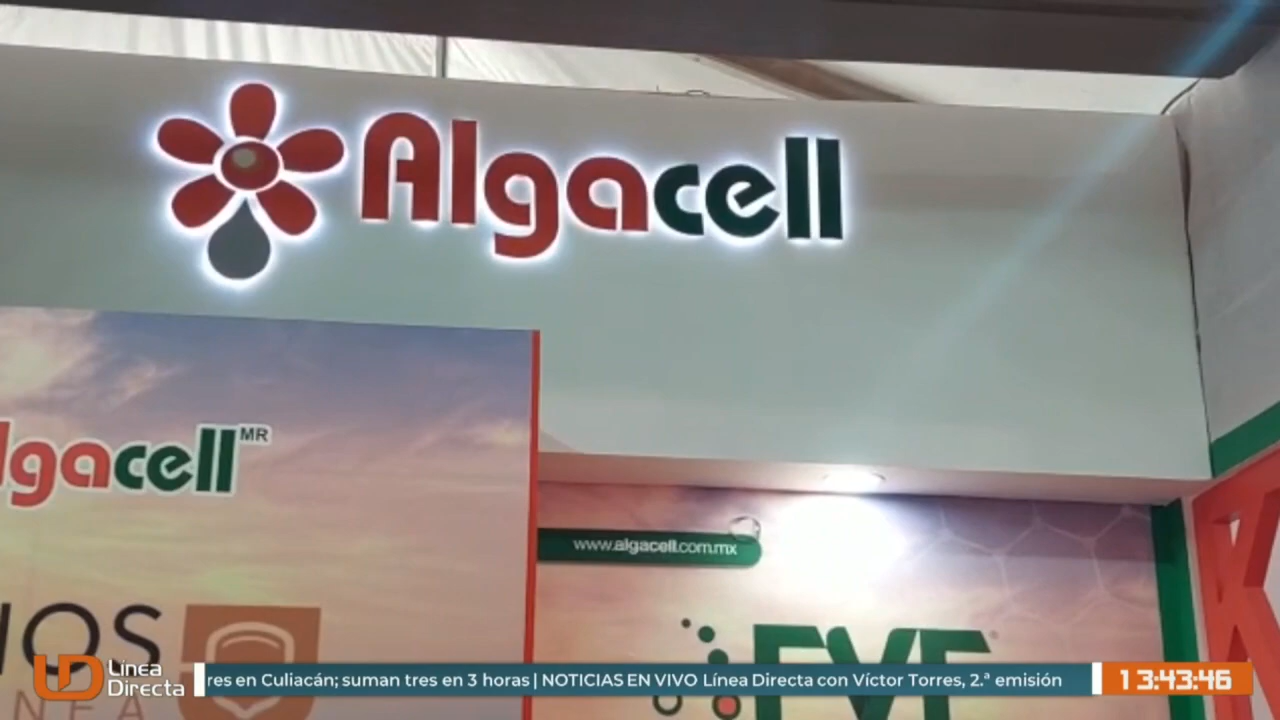 Algacell
lgacell MR
www.algacell.com.mx
Línea
Directa
res en Culiacán; suman tres en 3 horas | NOTICIAS EN VIVO Línea Directa con Víctor Torres, 2.ª emisión
13:43:46